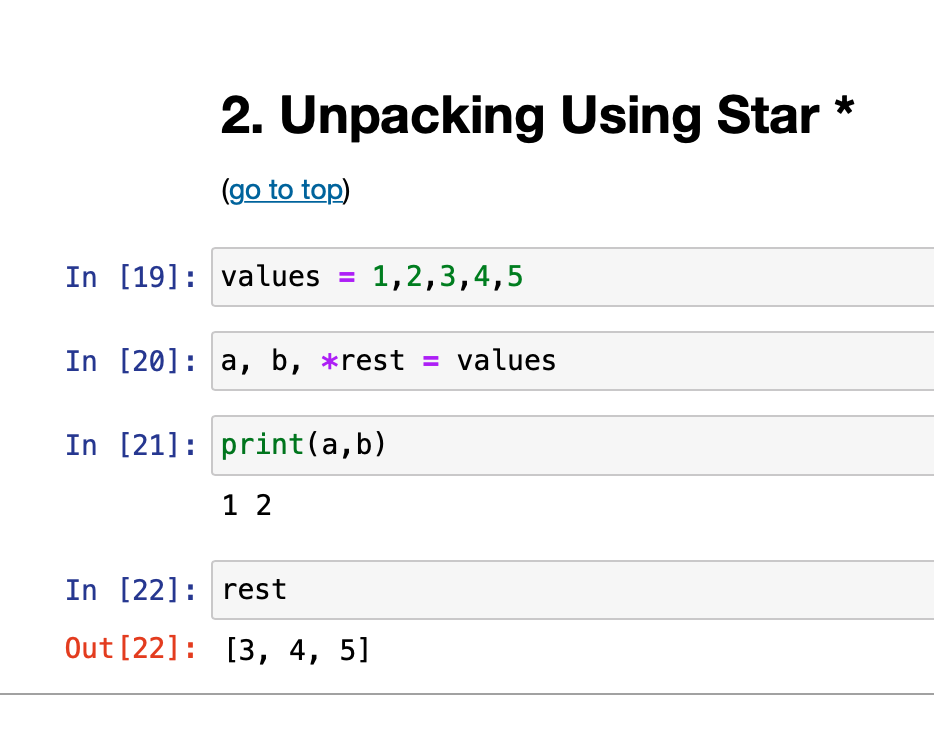 2. Unpacking Using Star *
(go to top)
In [19]: values = 1,2,3,4,5
In [20]: a, b, *rest = values
In [21]: print(a,b)
1 2
In [22]: rest
Out[22]: [3, 4, 5]